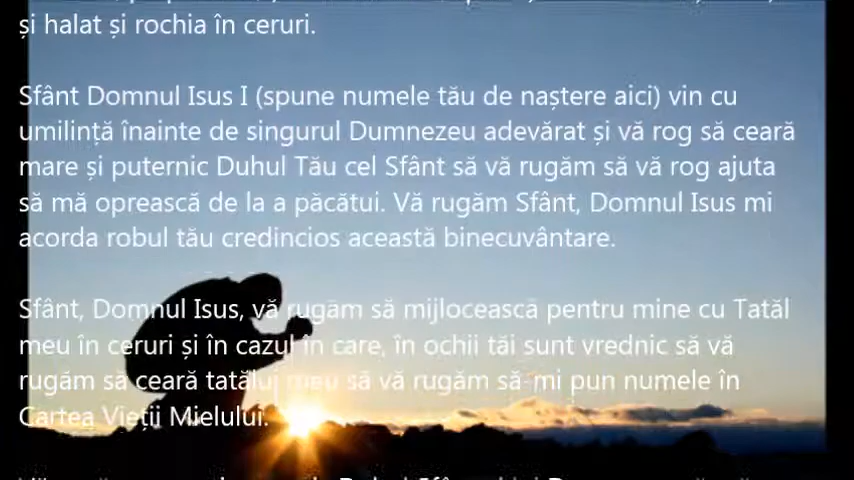 și halat și rochia în ceruri.
Sfânt Domnul Isus I (spune numele tău de naștere aici) vin cu
umilință înainte de singurul Dumnezeu adevărat și vă rog să ceară
mare și puternic Duhul Tău cel Sfânt să vă rugăm să vă rog ajuta
să mă oprească de la a păcătui. Vă rugăm Sfânt, Domnul Isus mi
acorda robul tău credincios această binecuvântare.
Sfânt, Domnul Isus, vă rugăm să mijlocească pentru mine cu Tatăl
meu în ceruri și în cazul în care, în ochii tăi sunt vrednic să vă
rugăm să ceară tatălui meu să vă rugăm să-mi pun numele în
Cartea Vieții Mielului.